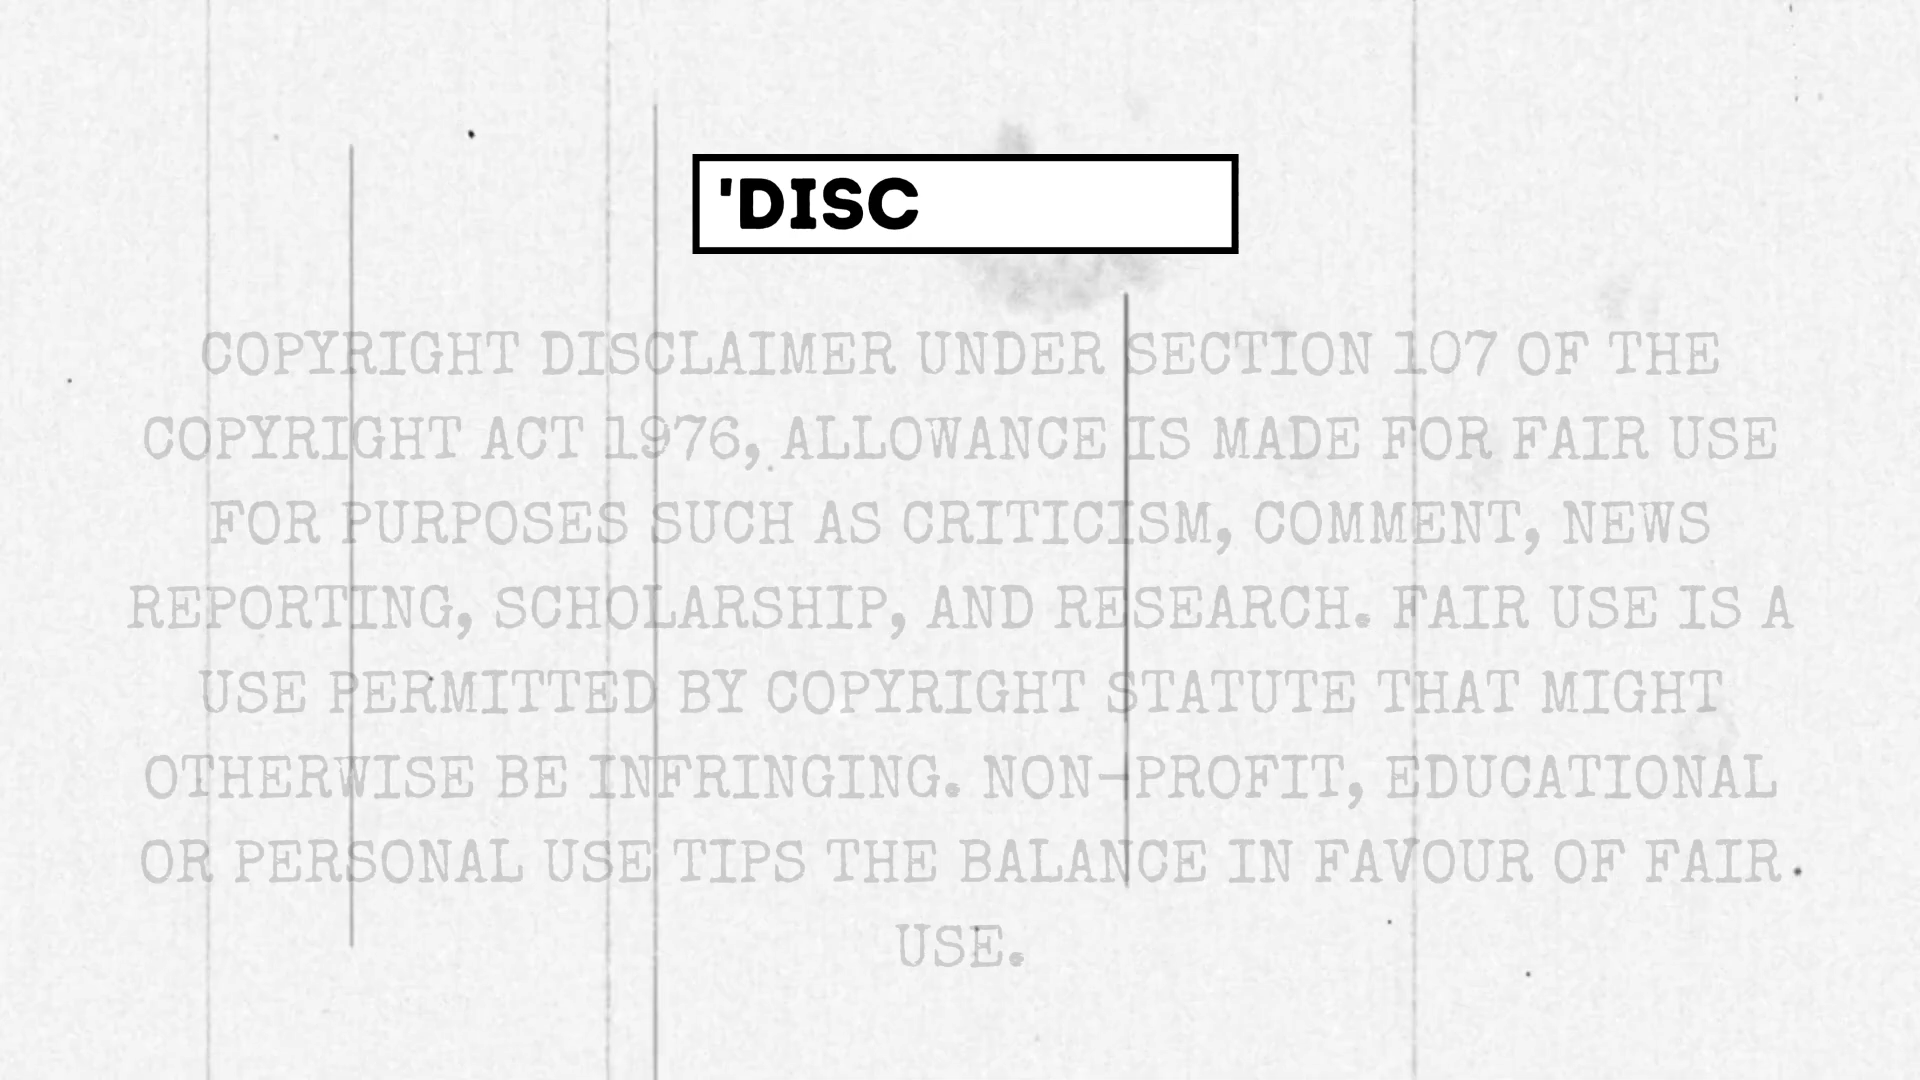 'DISC
COPYRIGHT DISCLAIMER UNDER SECTION 107 OF THE
COPYRIGHT ACT 1976, ALLOWANCE IS MADE FOR FAIR USE
FOR PURPOSES SUCH AS CRITICISM, COMMENT, NEWS
REPORTING, SCHOLARSHIP, AND RESEARCH. FAIR USE IS A
USE PERMITTED BY COPYRIGHT STATUTE THAT MIGHT
OTHERWISE BE INFRINGING. NON-PROFIT, EDUCATIONAL
OR PERSONAL USE TIPS THE BALANCE IN FAVOUR OF FAIR
USE.